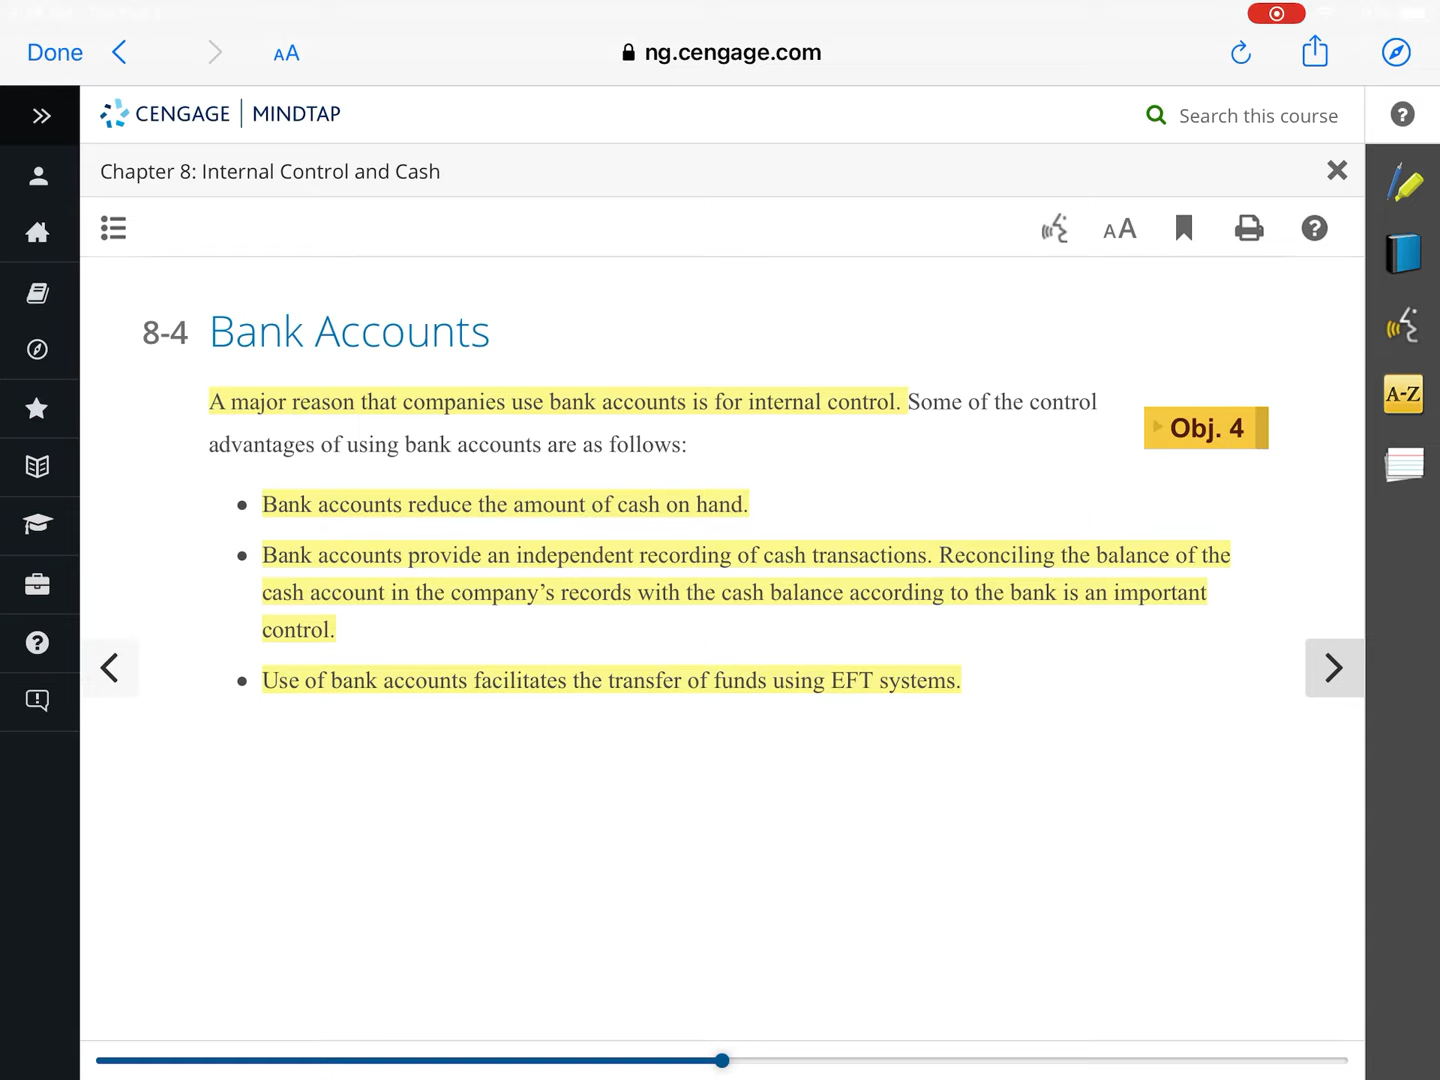 Done
AA
ng.cengage.com
CENGAGE | MINDTAP
Search this course
Chapter 8: Internal Control and Cash
AA
8-4 Bank Accounts
A major reason that companies use bank accounts is for internal control. Some of the control
advantages of using bank accounts are as follows:
Obj. 4
• Bank accounts reduce the amount of cash on hand.
• Bank accounts provide an independent recording of cash transactions. Reconciling the balance of the
cash account in the company’s records with the cash balance according to the bank is an important
control.
• Use of bank accounts facilitates the transfer of funds using EFT systems.
A-Z